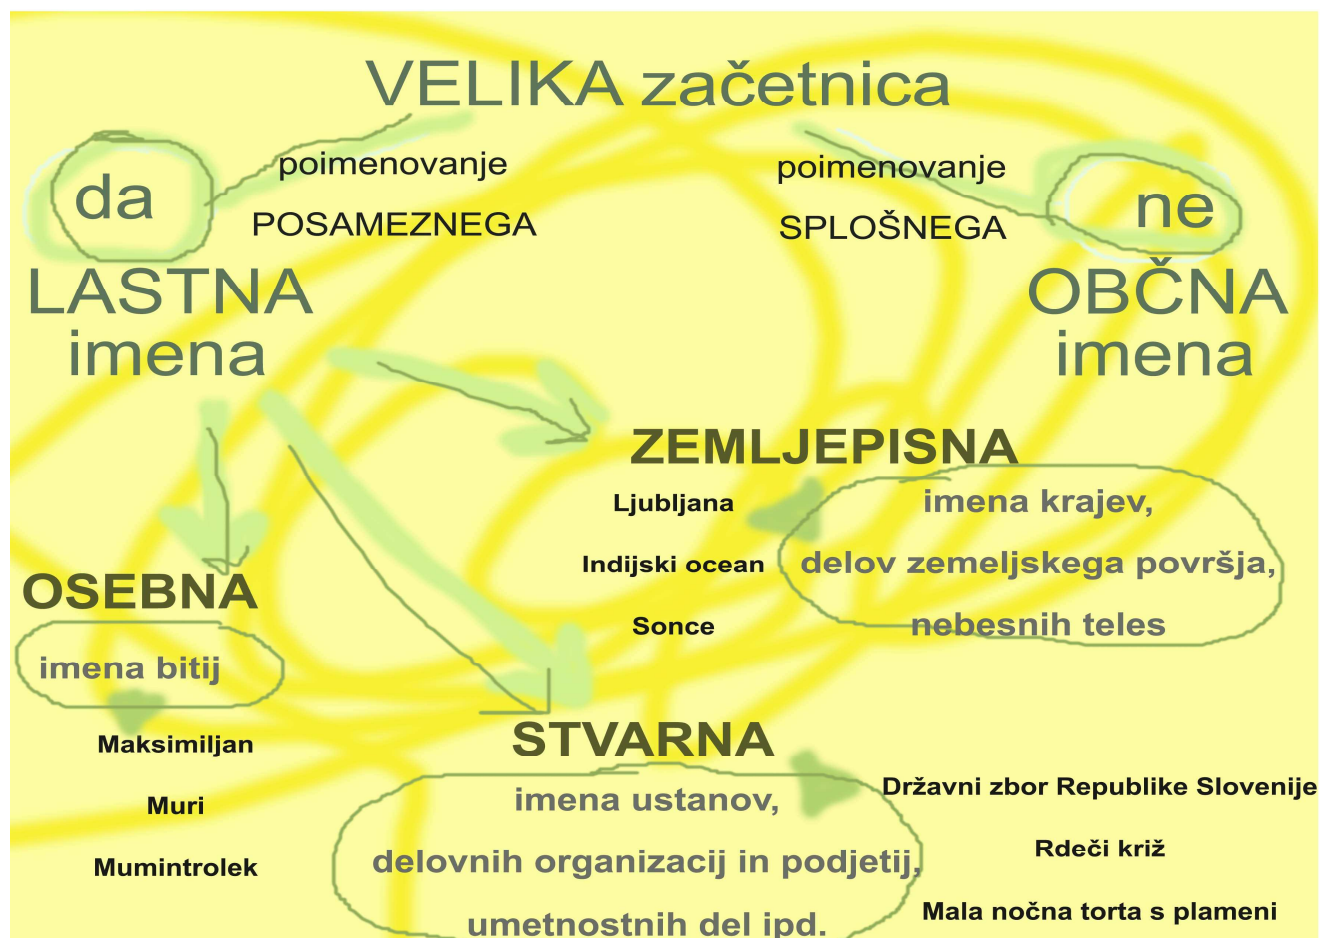 VELIKA začetnica
da
poimenovanje
POSAMEZNEGA
poimenovanje
SPLOŠNEGA
ne
LASTNA
imena
OBČNA
imena
ZEMLJEPISNA
Ljubljana
Indijski ocean
Sonce
imena krajev,
delov zemeljskega površja,
nebesnih teles
OSEBNA
imena bitij
Maksimiljan
Muri
Mumintrolek
STVARNA
imena ustanov,
delovnih organizacij in podjetij,
umetnostnih del ipd.
Državni zbor Republike Slovenije
Rdeči križ
Mala nočna torta s plameni